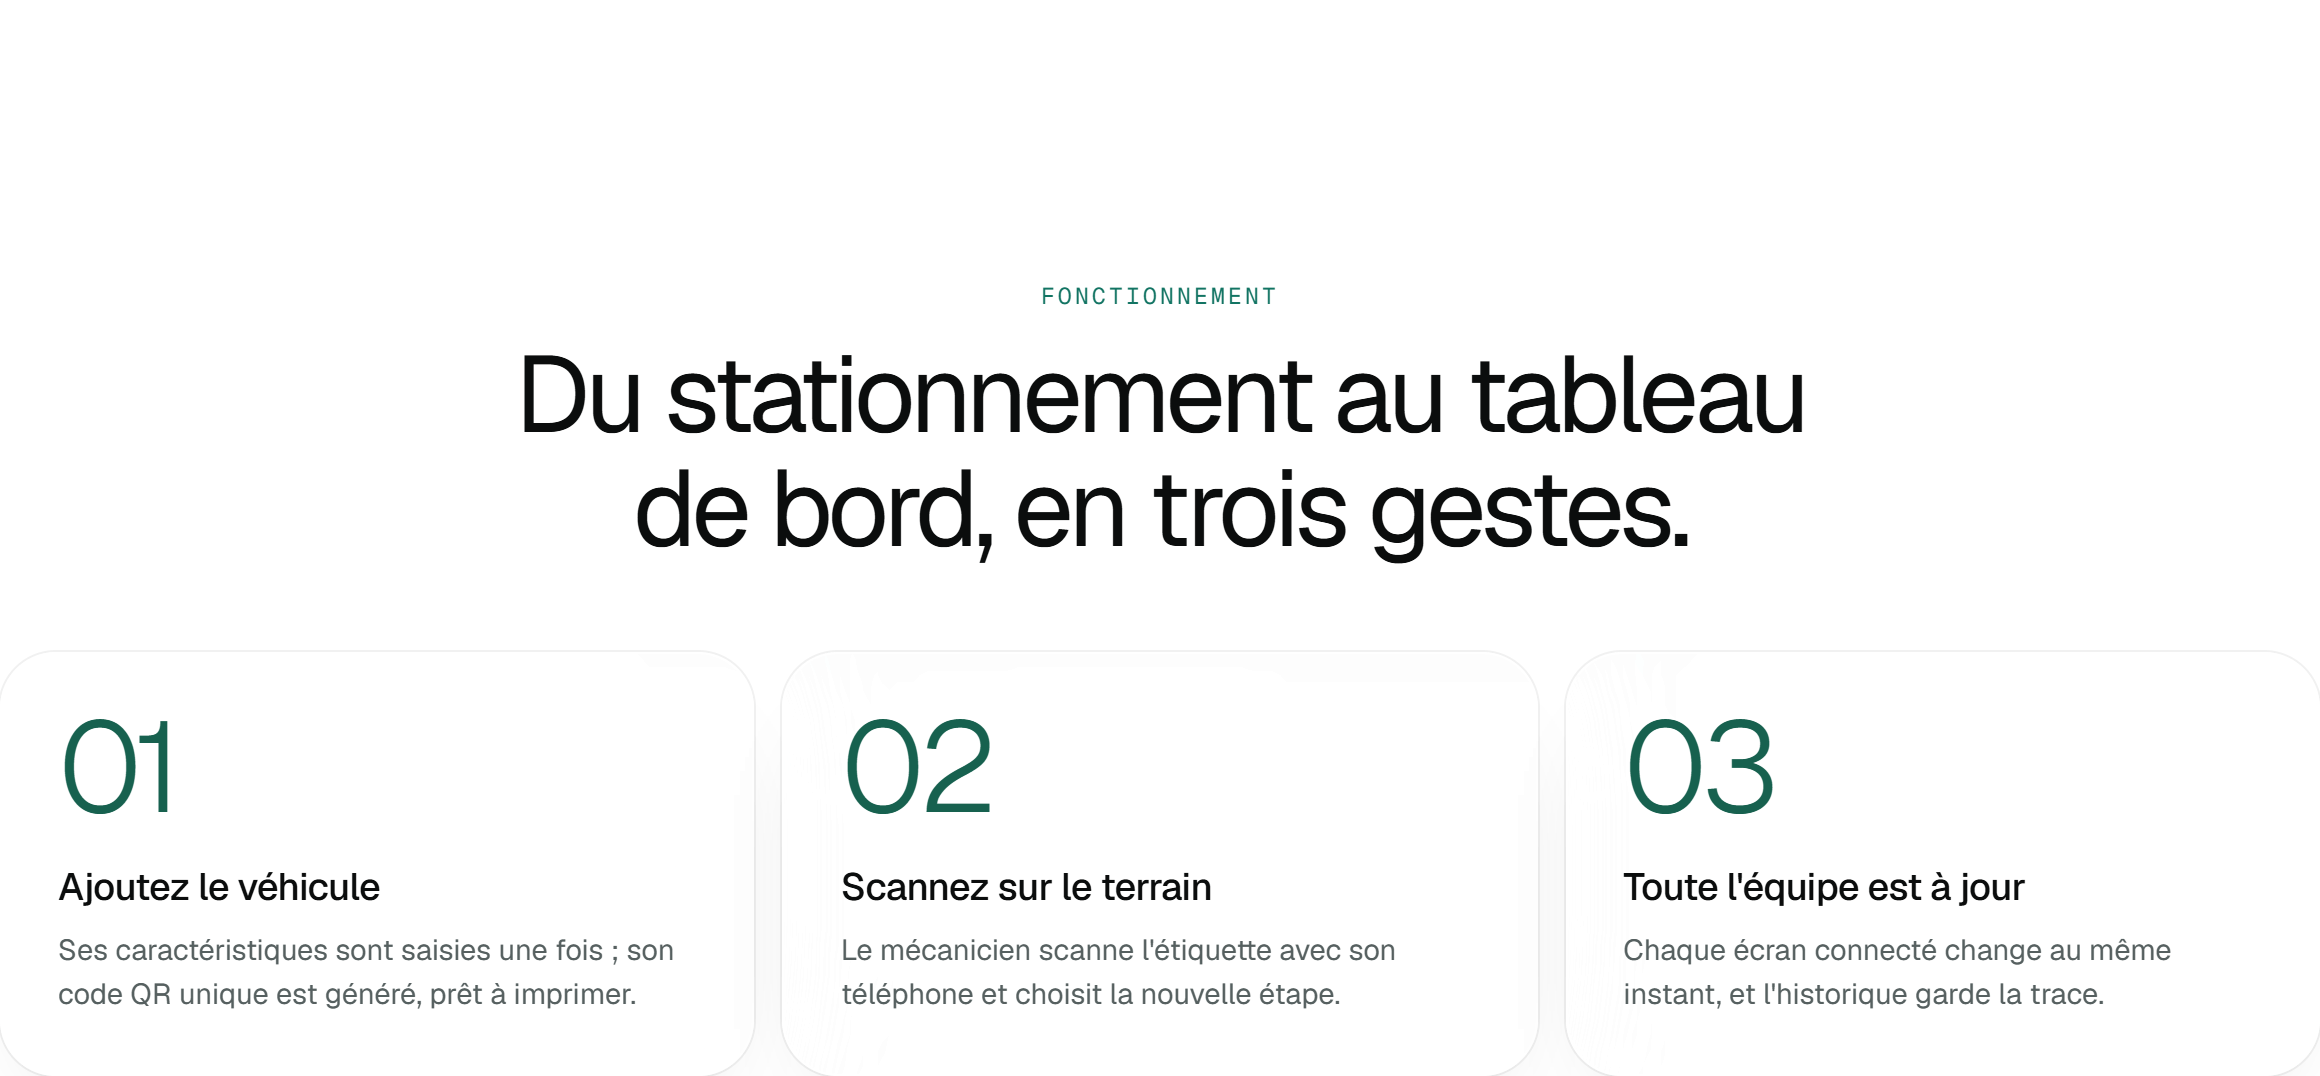 FONCTIONNEMENT
Du stationnement au tableau
de bord, en trois gestes.
01
Ajoutez le véhicule
Ses caractéristiques sont saisies une fois ; son
code QR unique est généré, prêt à imprimer.
02
Scannez sur le terrain
Le mécanicien scanne l'étiquette avec son
téléphone et choisit la nouvelle étape.
03
Toute l'équipe est à jour
Chaque écran connecté change au même
instant, et l'historique garde la trace.